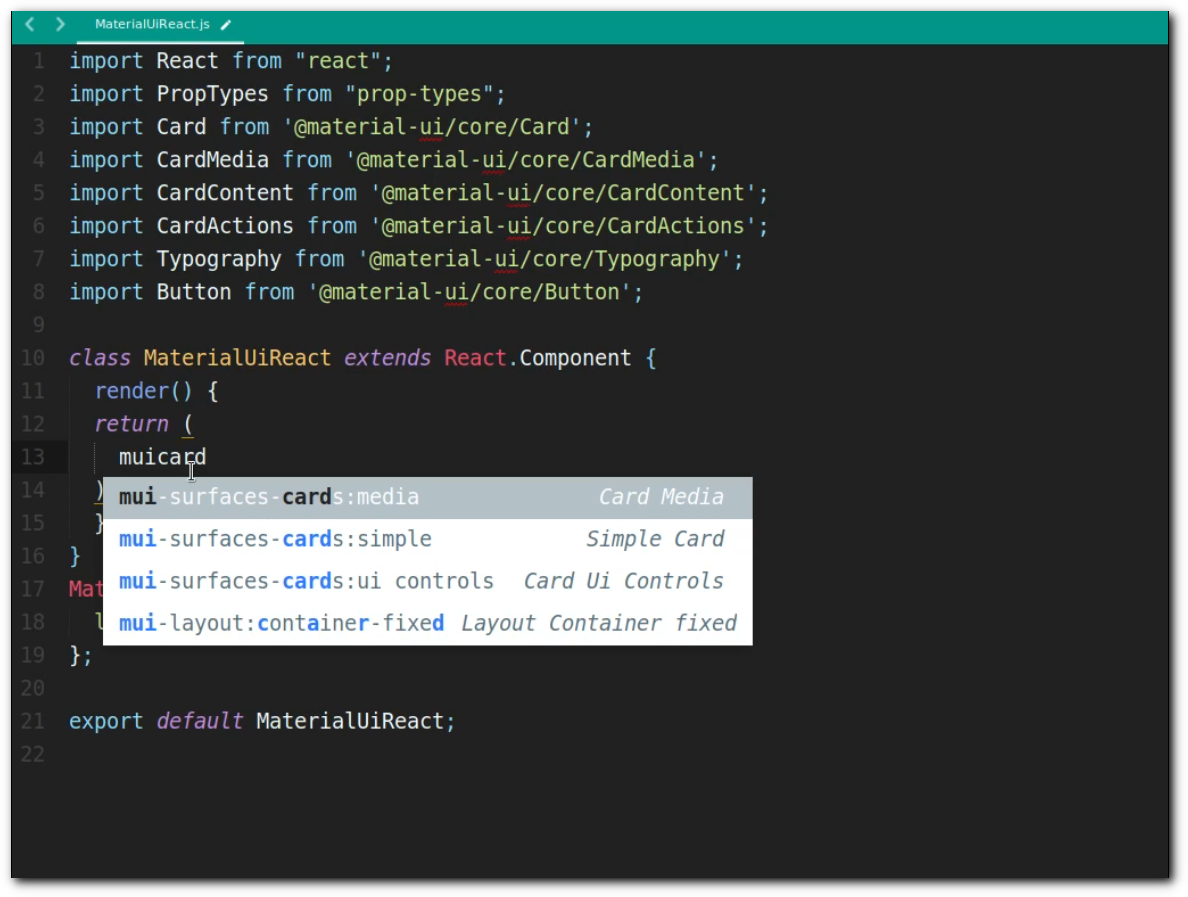 MaterialUiReact.js
1 import React from "react";
2 import PropTypes from "prop-types";
3 import Card from '@material-ui/core/Card';
4 import CardMedia from '@material-ui/core/CardMedia';
5 import CardContent from '@material-ui/core/CardContent';
6 import CardActions from '@material-ui/core/CardActions';
7 import Typography from '@material-ui/core/Typography';
8 import Button from '@material-ui/core/Button';
9
10 class MaterialUiReact extends React.Component {
11 render() {
12 return (
13 muicard
14 )
mui-surfaces-cards:media Card Media
15 }
mui-surfaces-cards:simple Simple Card
16 }
mui-surfaces-cards:ui controls Card Ui Controls
17 Mat
18 l
mui-layout:container-fixed Layout Container fixed
19 };
20
21 export default MaterialUiReact;
22